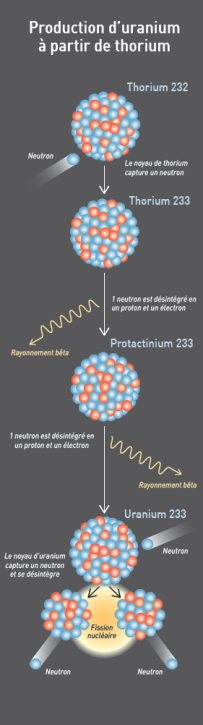 Production d'uranium
à partir de thorium
Thorium 232
Neutron
Le noyau de thorium
capture un neutron
Thorium 233
1 neutron est désintégré en
un proton et un électron
Rayonnement bêta
Protactinium 233
1 neutron est désintégré en
un proton et un électron
Rayonnement bêta
Uranium 233
Neutron
Le noyau d'uranium
capture un neutron
et se désintègre
Fission
nucléaire
Neutron
Neutron